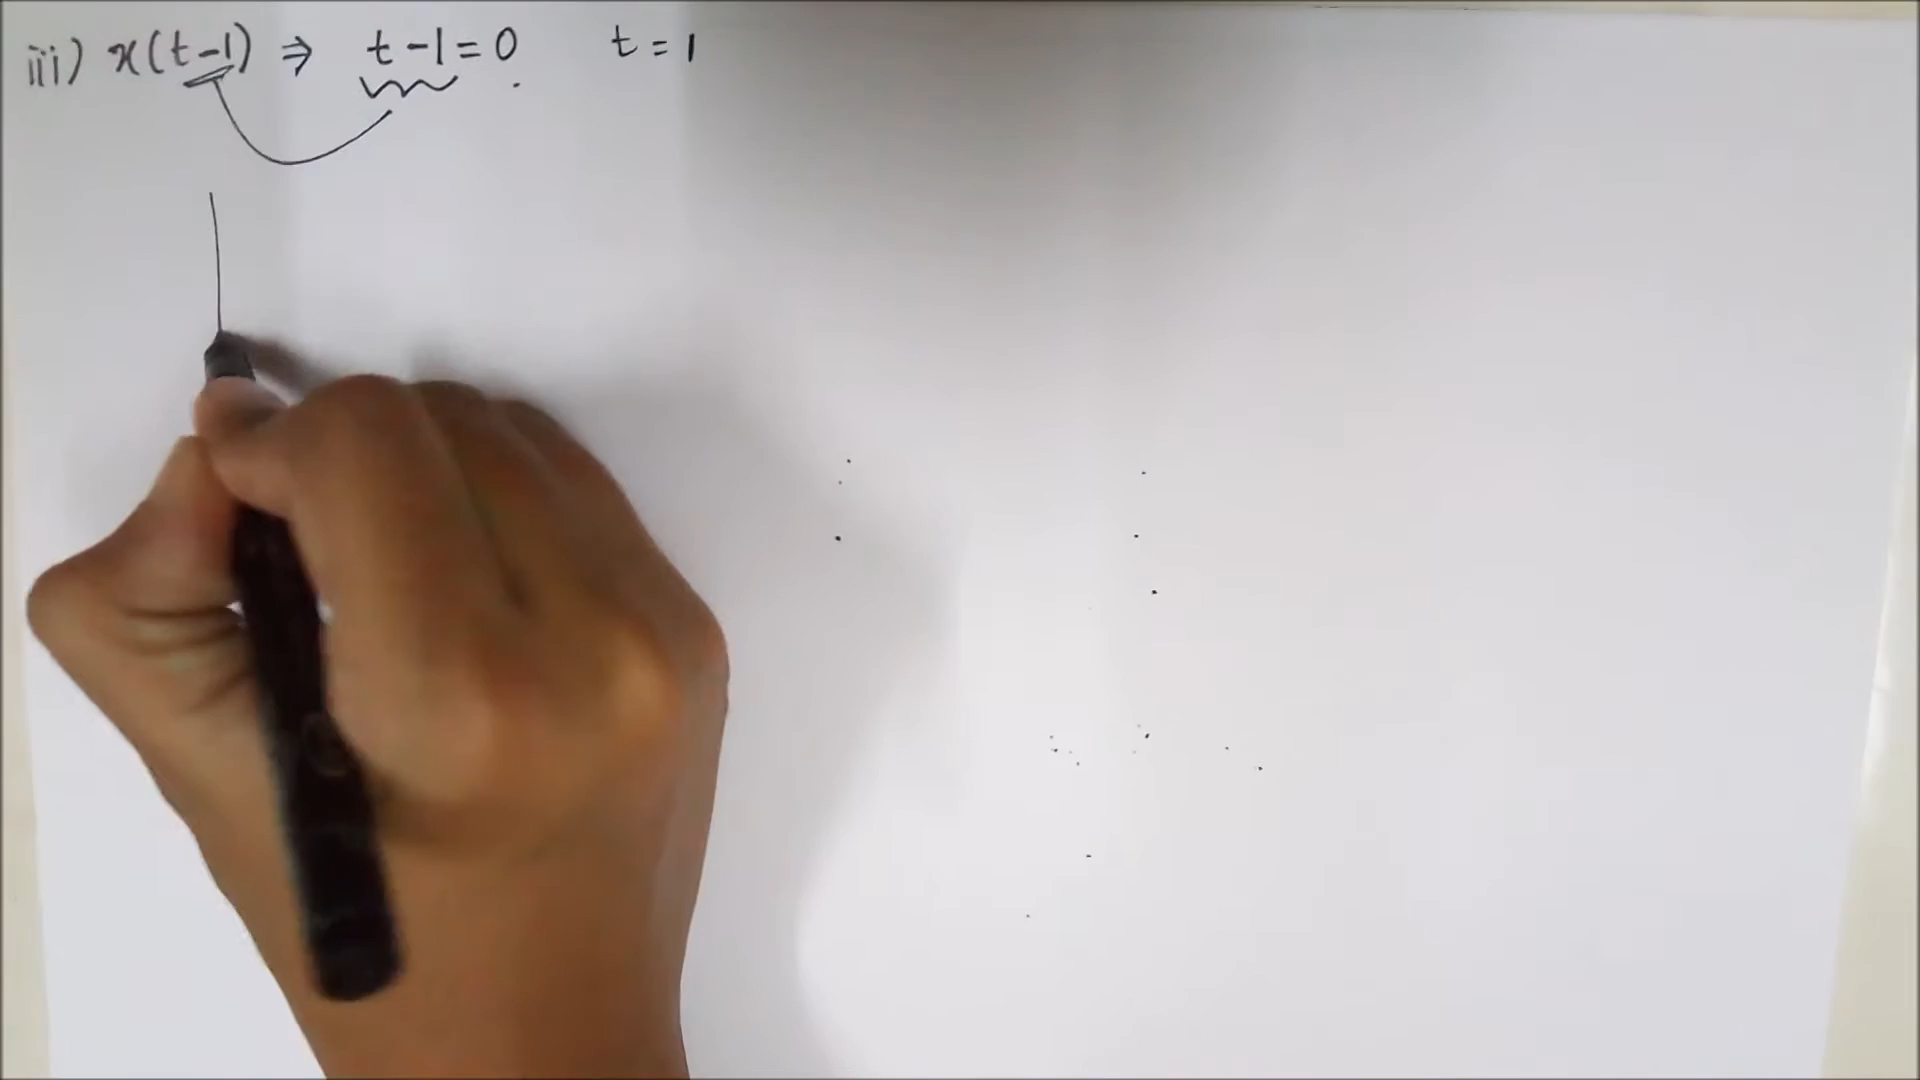 iii) x(t-1) ⇒ t-1=0 t=1